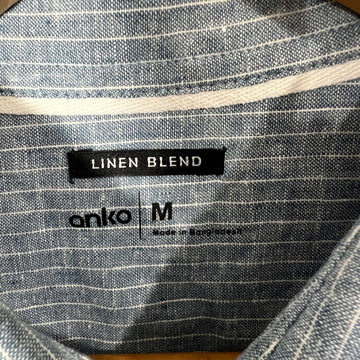 LINEN BLEND
anko M
Made in Bangladesh